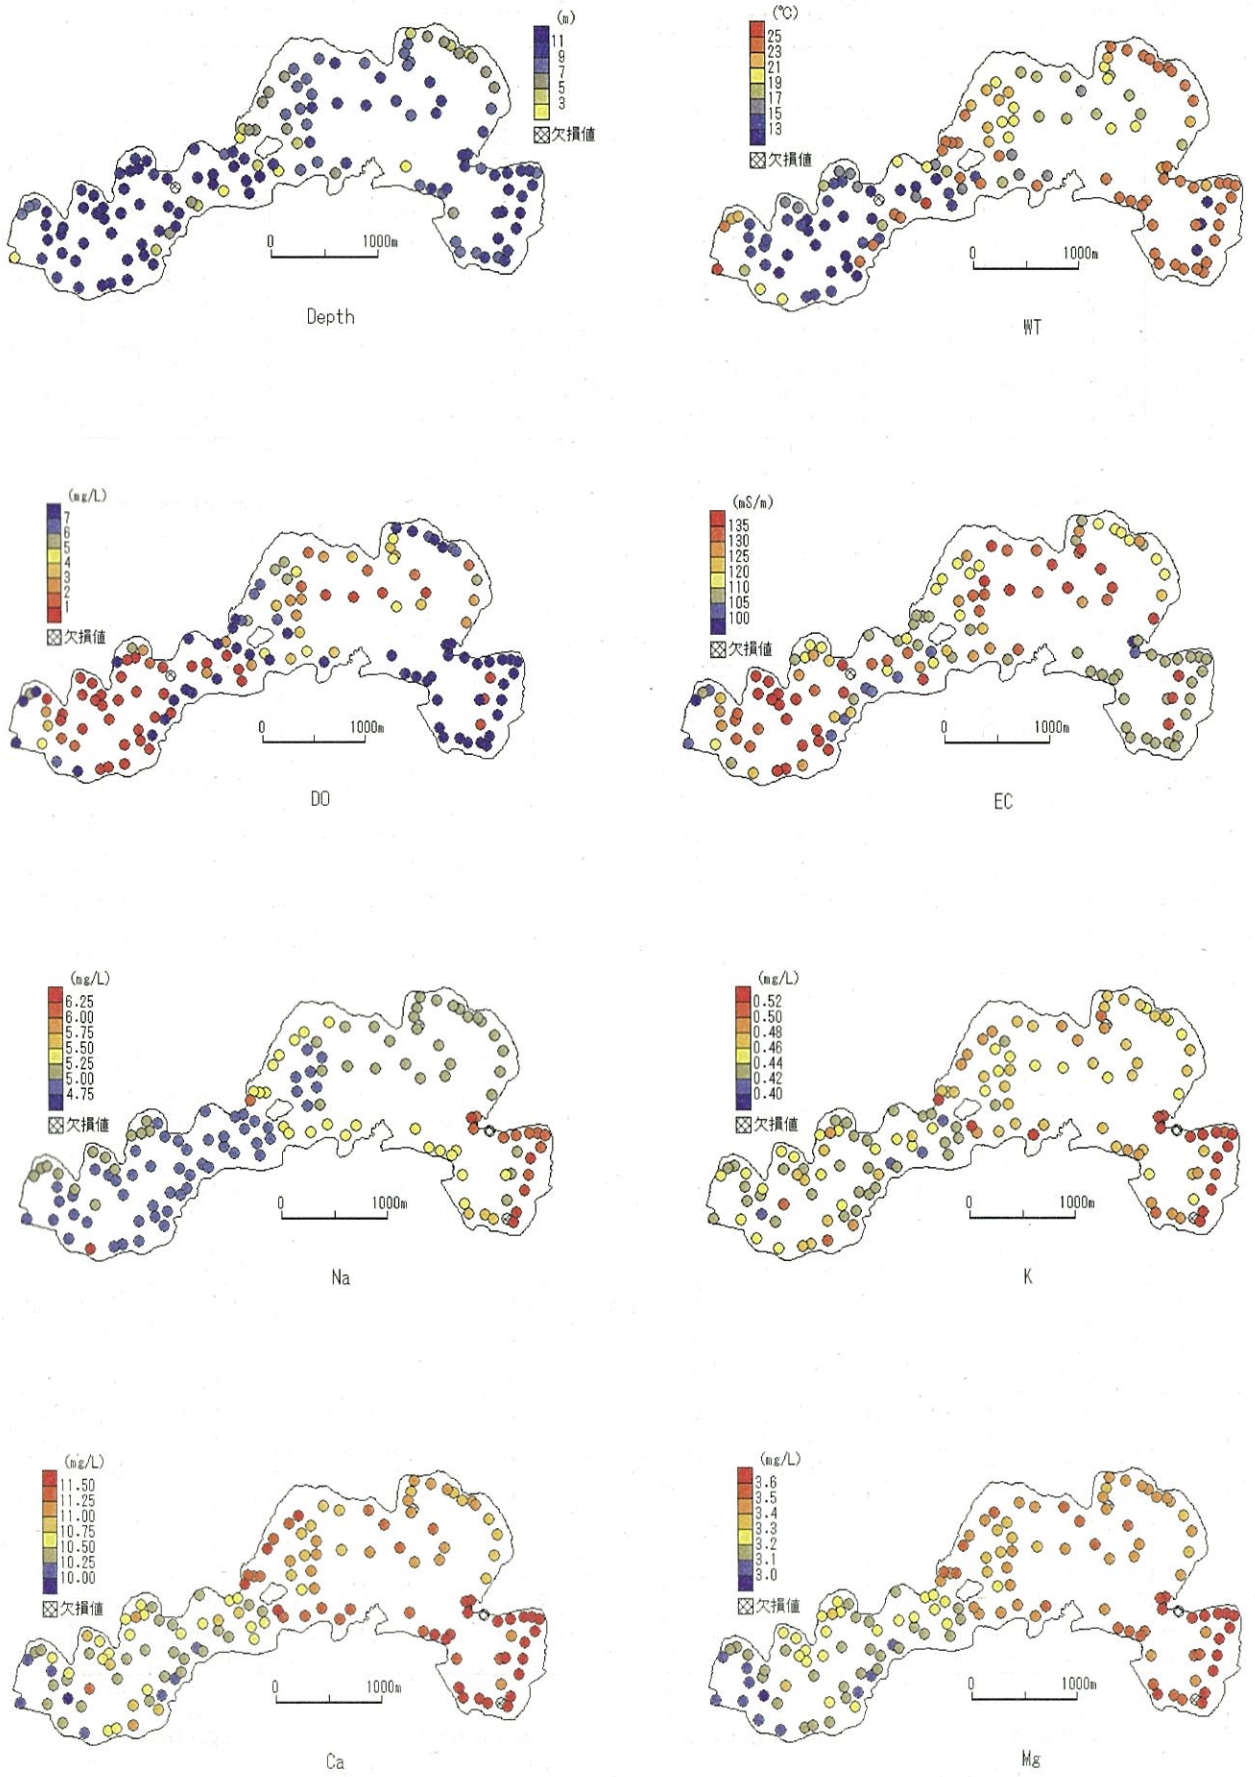 (m)
11
9
7
5
3
欠損値
0 1000m
Depth
(℃)
25
23
21
19
17
15
13
欠損値
0 1000m
WT
(mg/L)
7
6
5
4
3
2
1
欠損値
0 1000m
DO
(mS/m)
135
130
125
120
110
105
100
欠損値
0 1000m
EC
(mg/L)
6.25
6.00
5.75
5.50
5.25
5.00
4.75
欠損値
0 1000m
Na
(mg/L)
0.52
0.50
0.48
0.46
0.44
0.42
0.40
欠損値
0 1000m
K
(mg/L)
11.50
11.25
11.00
10.75
10.50
10.25
10.00
欠損値
0 1000m
Ca
(mg/L)
3.6
3.5
3.4
3.3
3.2
3.1
3.0
欠損値
0 1000m
Mg